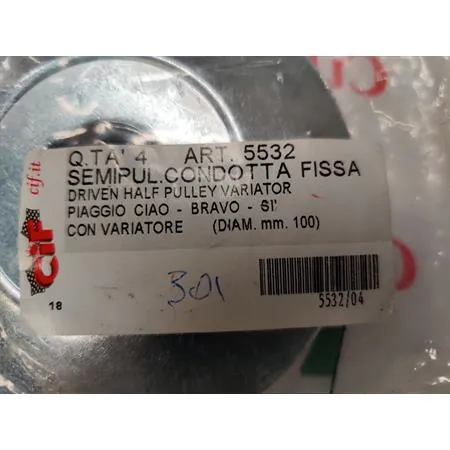 Q.TA' 4 ART. 5532
SEMIPUL.CONDOTTA FISSA
DRIVEN HALF PULLEY VARIATOR
PIAGGIO CIAO - BRAVO - SI'
CON VARIATORE (DIAM. mm. 100)
cif.it
CIF
18
301
5532/04